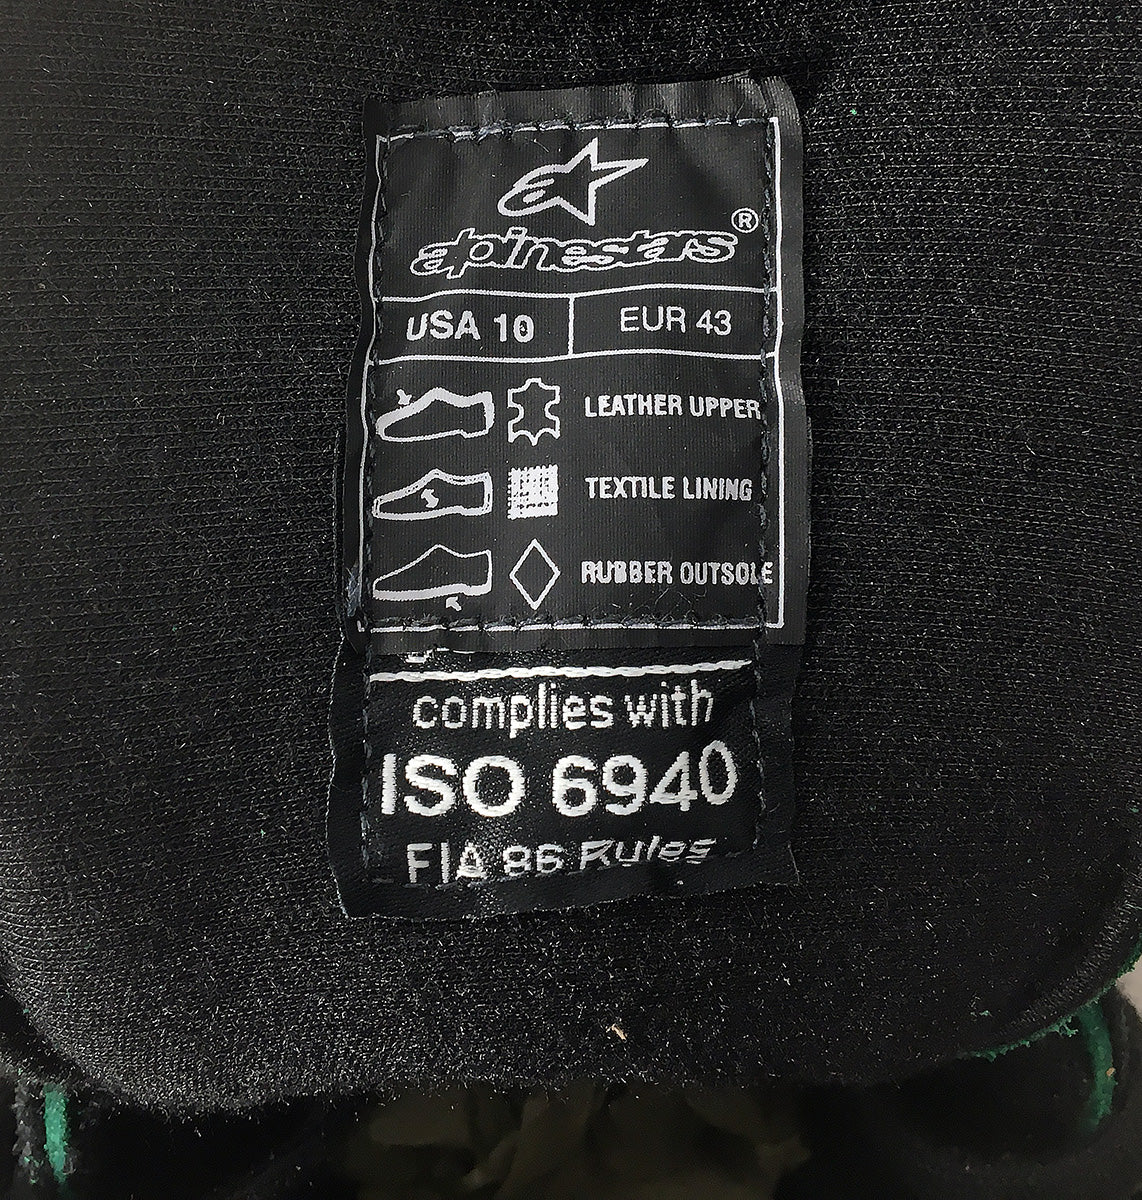 alpinestars®
USA 10 EUR 43
LEATHER UPPER
TEXTILE LINING
RUBBER OUTSOLE
complies with
ISO 6940
FIA 86 Rules